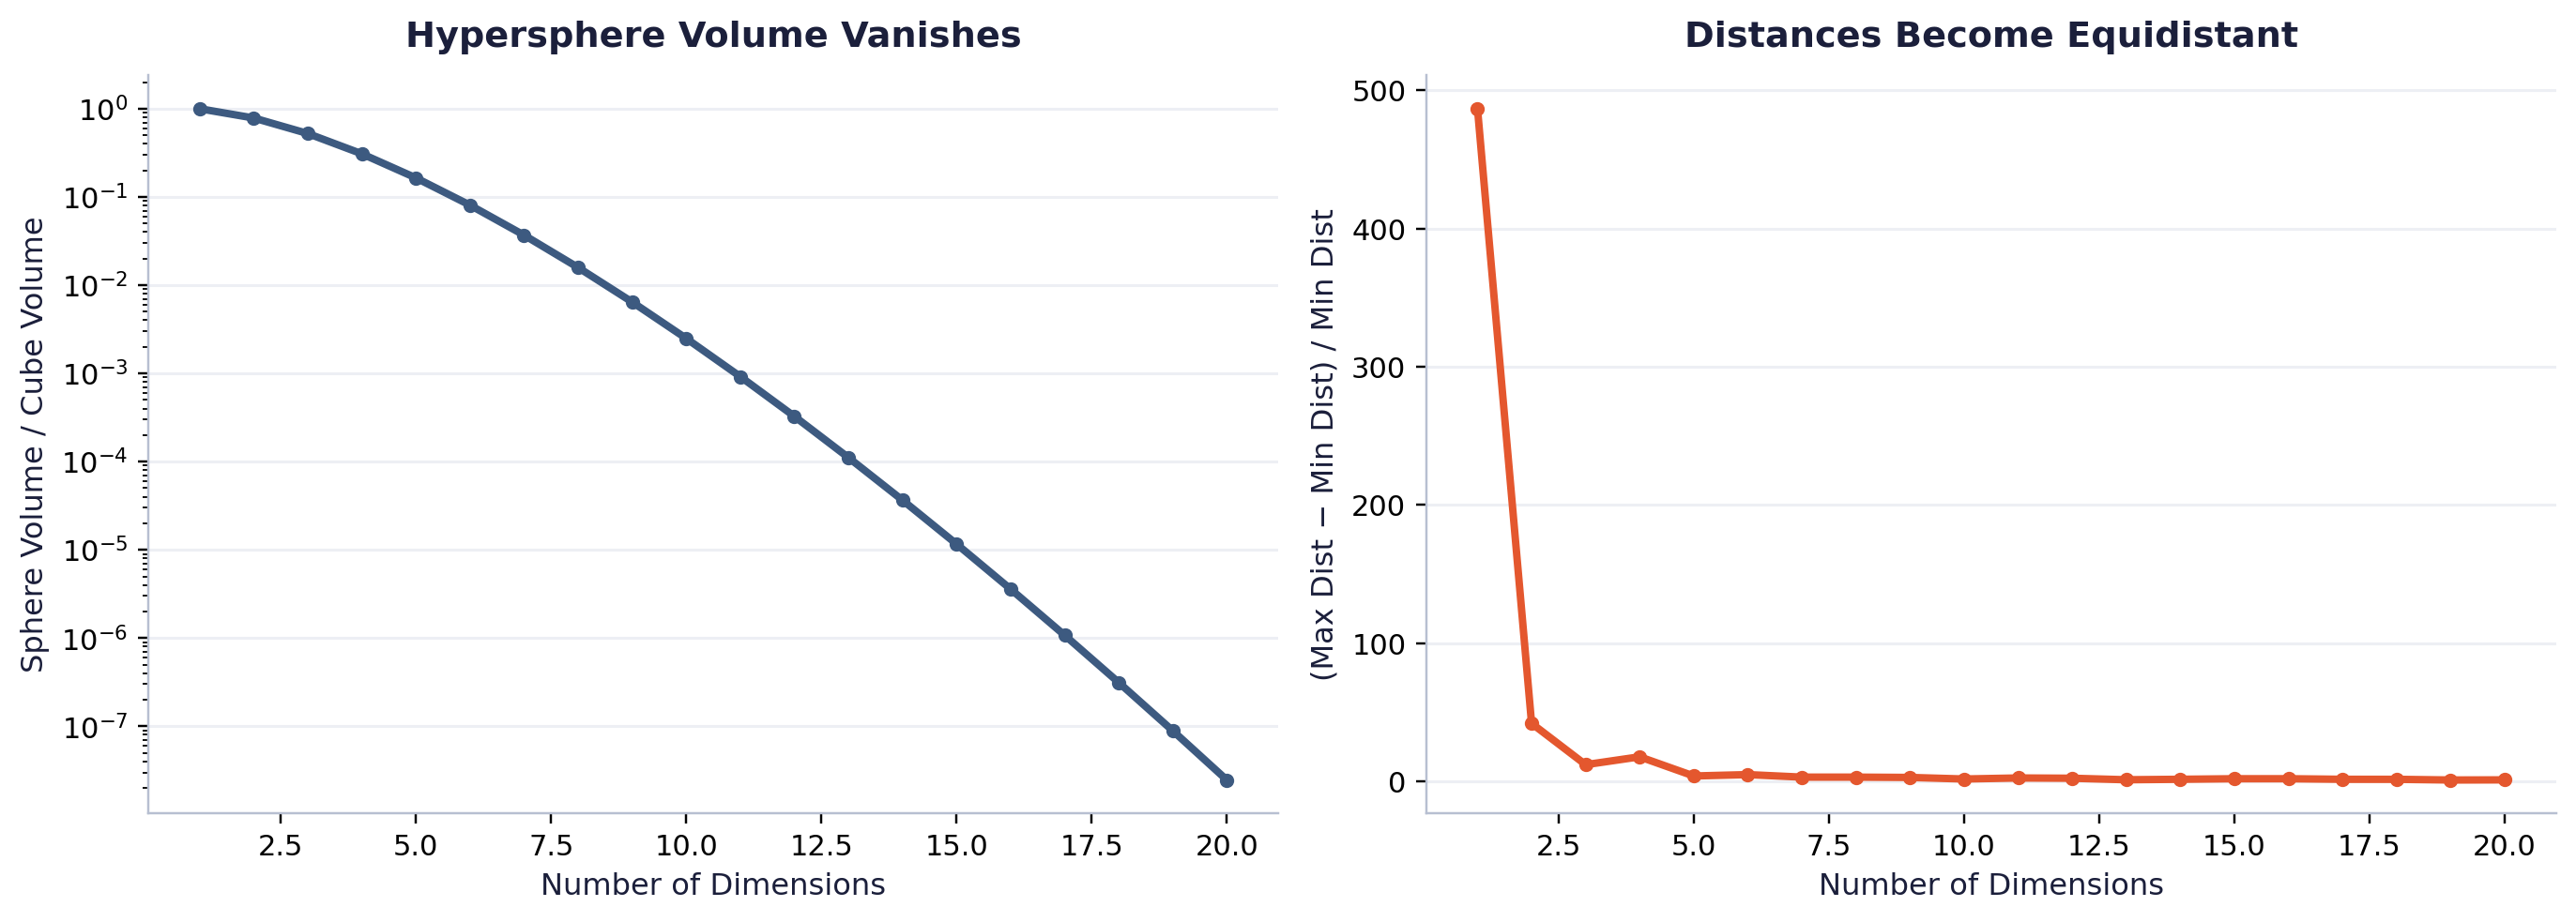 Hypersphere Volume Vanishes
Sphere Volume / Cube Volume
10⁰
10⁻¹
10⁻²
10⁻³
10⁻⁴
10⁻⁵
10⁻⁶
10⁻⁷
2.5 5.0 7.5 10.0 12.5 15.0 17.5 20.0
Number of Dimensions
Distances Become Equidistant
(Max Dist − Min Dist) / Min Dist
500
400
300
200
100
0
2.5 5.0 7.5 10.0 12.5 15.0 17.5 20.0
Number of Dimensions